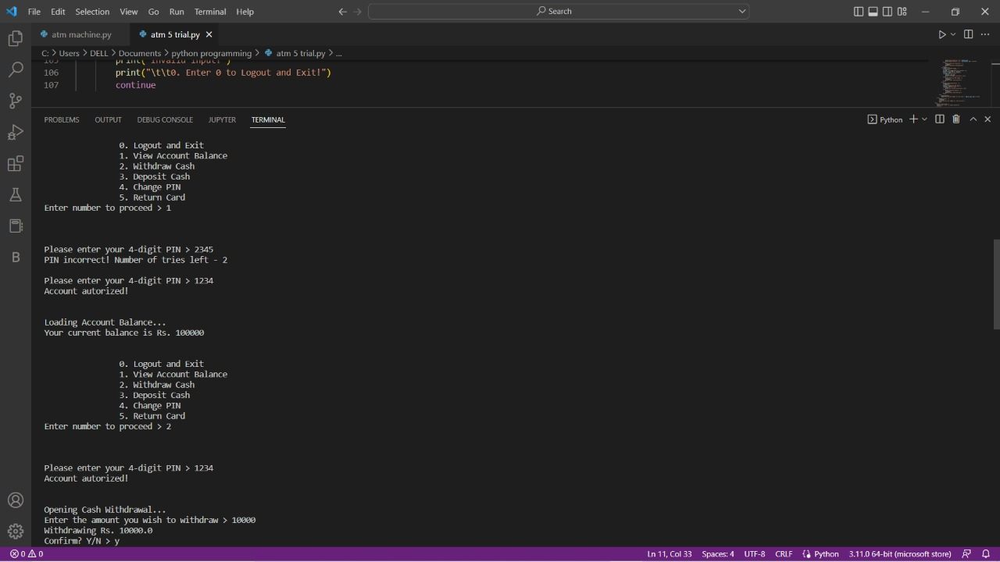 File Edit Selection View Go Run Terminal Help
Search
atm machine.py atm 5 trial.py
C: > Users > DELL > Documents > python programming > atm 5 trial.py > ...
105 print("Invalid input!")
106 print("\t\t0. Enter 0 to Logout and Exit!")
107 continue
PROBLEMS OUTPUT DEBUG CONSOLE JUPYTER TERMINAL
Python
0. Logout and Exit
1. View Account Balance
2. Withdraw Cash
3. Deposit Cash
4. Change PIN
5. Return Card
Enter number to proceed > 1
Please enter your 4-digit PIN > 2345
PIN incorrect! Number of tries left - 2
Please enter your 4-digit PIN > 1234
Account autorized!
Loading Account Balance...
Your current balance is Rs. 100000
0. Logout and Exit
1. View Account Balance
2. Withdraw Cash
3. Deposit Cash
4. Change PIN
5. Return Card
Enter number to proceed > 2
Please enter your 4-digit PIN > 1234
Account autorized!
Opening Cash Withdrawal...
Enter the amount you wish to withdraw > 10000
Withdrawing Rs. 10000.0
Confirm? Y/N > y
B
0 0
Ln 11, Col 33 Spaces: 4 UTF-8 CRLF Python 3.11.0 64-bit (microsoft store)